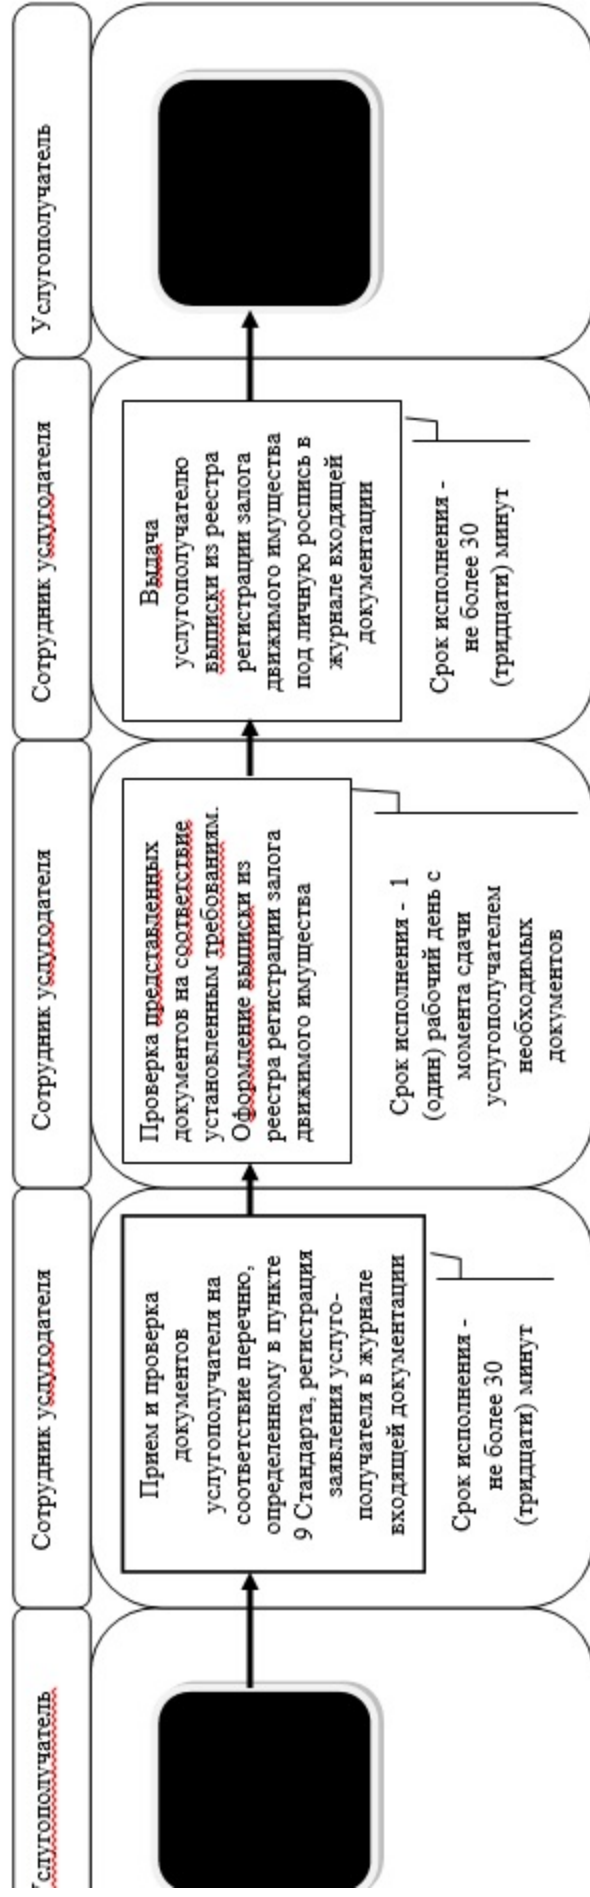 Услугополучатель
Сотрудник услугодателя
Прием и проверка
документов
услугополучателя на
соответствие перечню,
определенному в пункте
9 Стандарта, регистрация
заявления услуго-
получателя в журнале
входящей документации
Срок исполнения -
не более 30
(тридцати) минут
Сотрудник услугодателя
Проверка представленных
документов на соответствие
установленным требованиям.
Оформление выписки из
реестра регистрации залога
движимого имущества
Срок исполнения - 1
(один) рабочий день с
момента сдачи
услугополучателем
необходимых
документов
Сотрудник услугодателя
Выдача
услугополучателю
выписки из реестра
регистрации залога
движимого имущества
под личную роспись в
журнале входящей
документации
Срок исполнения -
не более 30
(тридцати) минут
Услугополучатель